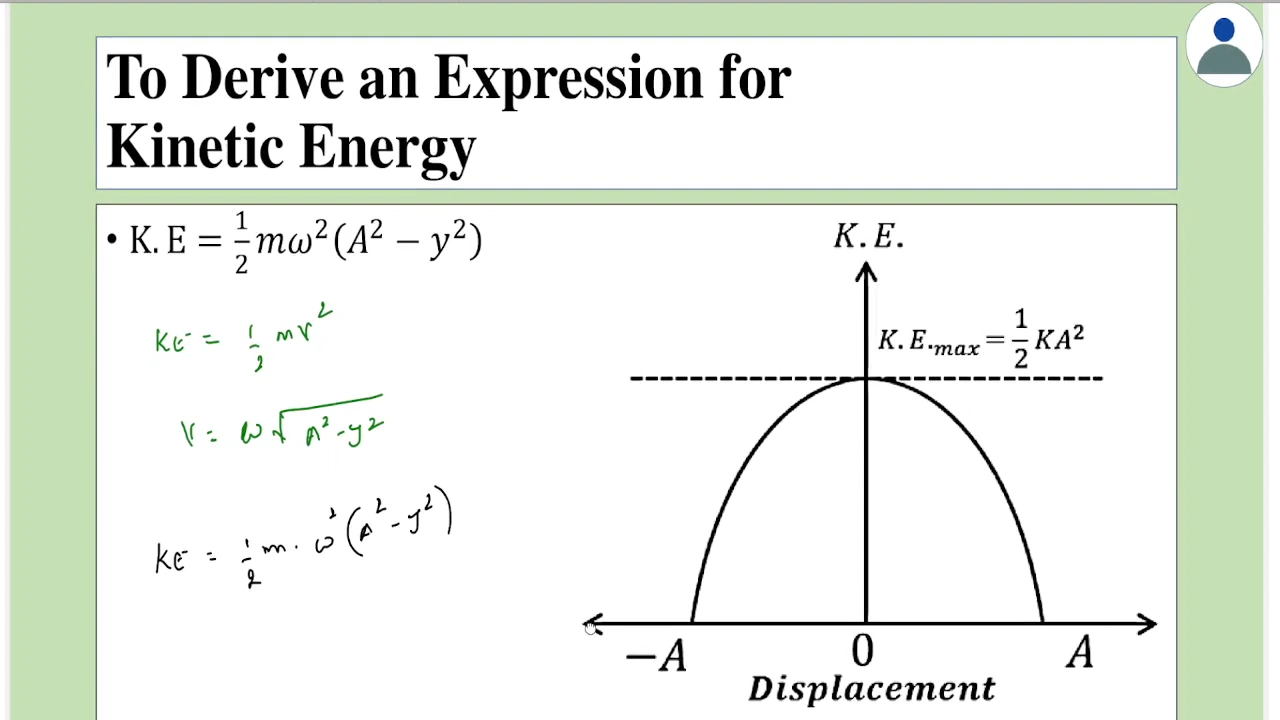 To Derive an Expression for
Kinetic Energy
• K. E = 1/2 mω²(A² − y²)
KE = 1/2 mv²
V = ω√(A² - y²)
KE = 1/2 m · ω²(A² - y²)
K. E.
K. E.max = 1/2 KA²
−A 0 A
Displacement